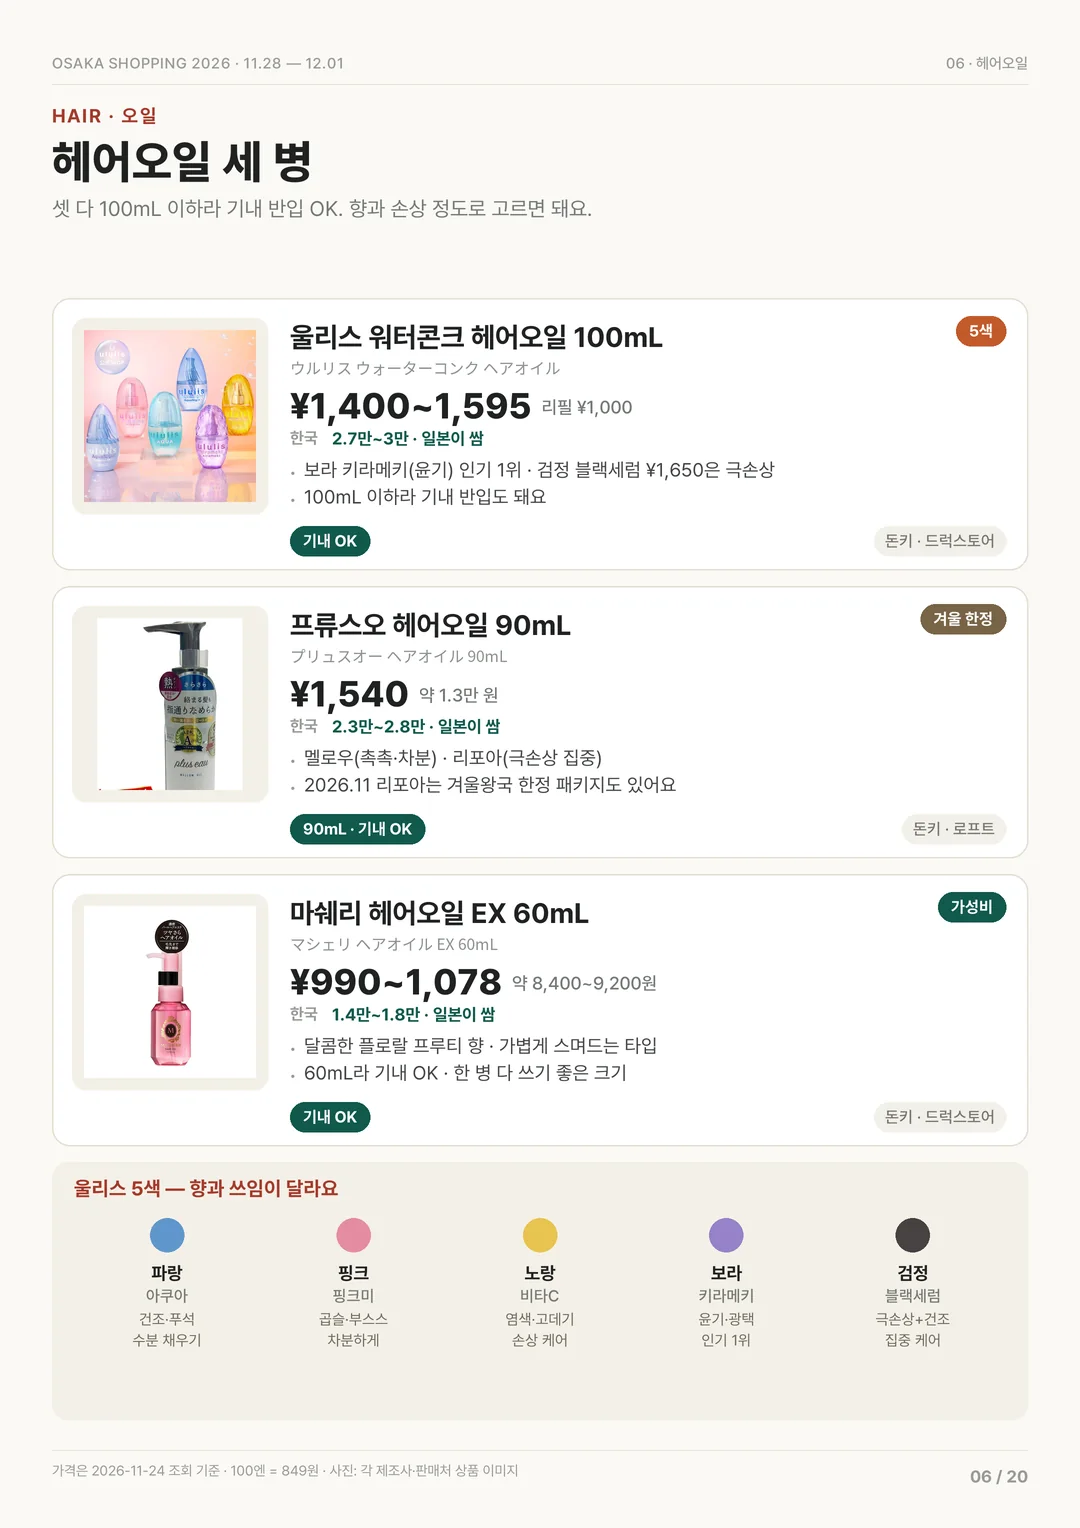 OSAKA SHOPPING 2026 · 11.28 — 12.01
06 · 헤어오일
HAIR · 오일
헤어오일 세 병
셋 다 100mL 이하라 기내 반입 OK. 향과 손상 정도로 고르면 돼요.
울리스 워터콘크 헤어오일 100mL
5색
ウルリス ウォーターコンク ヘアオイル
¥1,400~1,595 리필 ¥1,000
한국 2.7만~3만 · 일본이 쌈
· 보라 키라메키(윤기) 인기 1위 · 검정 블랙세럼 ¥1,650은 극손상
· 100mL 이하라 기내 반입도 돼요
기내 OK
돈키 · 드럭스토어
ululis
프류스오 헤어오일 90mL
겨울 한정
プリュスオー ヘアオイル 90mL
¥1,540 약 1.3만 원
한국 2.3만~2.8만 · 일본이 쌈
· 멜로우(촉촉·차분) · 리포아(극손상 집중)
· 2026.11 리포아는 겨울왕국 한정 패키지도 있어요
90mL · 기내 OK
돈키 · 로프트
熱
さらさら
plus eau
마쉐리 헤어오일 EX 60mL
가성비
マシェリ ヘアオイル EX 60mL
¥990~1,078 약 8,400~9,200원
한국 1.4만~1.8만 · 일본이 쌈
· 달콤한 플로랄 프루티 향 · 가볍게 스며드는 타입
· 60mL라 기내 OK · 한 병 다 쓰기 좋은 크기
기내 OK
돈키 · 드럭스토어
ヘアオイル
M
울리스 5색 — 향과 쓰임이 달라요
파랑
아쿠아
건조·푸석
수분 채우기
핑크
핑크미
곱슬·부스스
차분하게
노랑
비타C
염색·고데기
손상 케어
보라
키라메키
윤기·광택
인기 1위
검정
블랙세럼
극손상+건조
집중 케어
가격은 2026-11-24 조회 기준 · 100엔 = 849원 · 사진: 각 제조사·판매처 상품 이미지
06 / 20